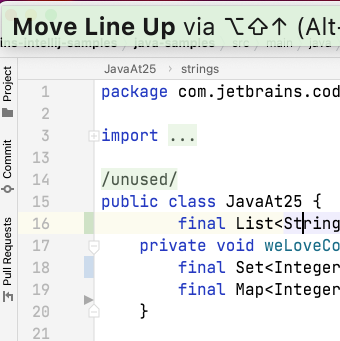 Move Line Up via ⌥⇧↑ (Alt-
ins-intellij-samples java-samples src main java
JavaAt25 > strings
Project
Commit
Pull Requests
1 package com.jetbrains.cod
2
3 import ...
13
14 /unused/
15 public class JavaAt25 {
16 final List<String
17 private void weLoveCo
18 final Set<Integer
19 final Map<Integer
20 }
21